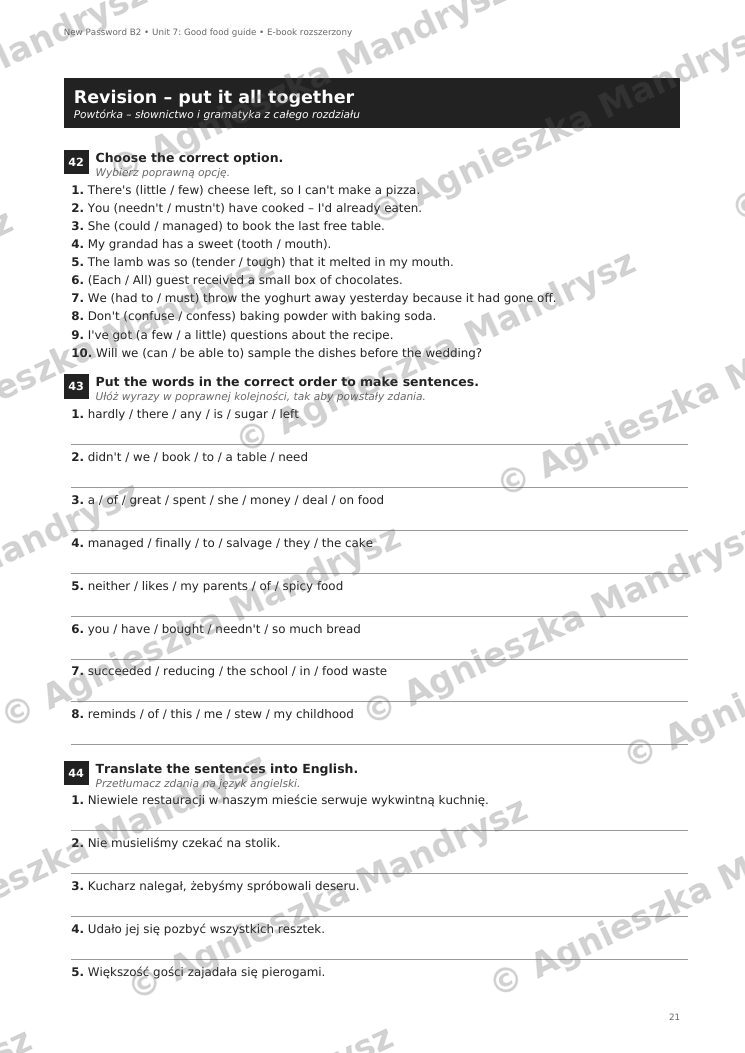 New Password B2 • Unit 7: Good food guide • E-book rozszerzony
Revision – put it all together
Powtórka – słownictwo i gramatyka z całego rozdziału
42 Choose the correct option.
Wybierz poprawną opcję.
1. There's (little / few) cheese left, so I can't make a pizza.
2. You (needn't / mustn't) have cooked – I'd already eaten.
3. She (could / managed) to book the last free table.
4. My grandad has a sweet (tooth / mouth).
5. The lamb was so (tender / tough) that it melted in my mouth.
6. (Each / All) guest received a small box of chocolates.
7. We (had to / must) throw the yoghurt away yesterday because it had gone off.
8. Don't (confuse / confess) baking powder with baking soda.
9. I've got (a few / a little) questions about the recipe.
10. Will we (can / be able to) sample the dishes before the wedding?
43 Put the words in the correct order to make sentences.
Ułóż wyrazy w poprawnej kolejności, tak aby powstały zdania.
1. hardly / there / any / is / sugar / left
2. didn't / we / book / to / a table / need
3. a / of / great / spent / she / money / deal / on food
4. managed / finally / to / salvage / they / the cake
5. neither / likes / my parents / of / spicy food
6. you / have / bought / needn't / so much bread
7. succeeded / reducing / the school / in / food waste
8. reminds / of / this / me / stew / my childhood
44 Translate the sentences into English.
Przetłumacz zdania na język angielski.
1. Niewiele restauracji w naszym mieście serwuje wykwintną kuchnię.
2. Nie musieliśmy czekać na stolik.
3. Kucharz nalegał, żebyśmy spróbowali deseru.
4. Udało jej się pozbyć wszystkich resztek.
5. Większość gości zajadała się pierogami.
21
© Agnieszka Mandrysz